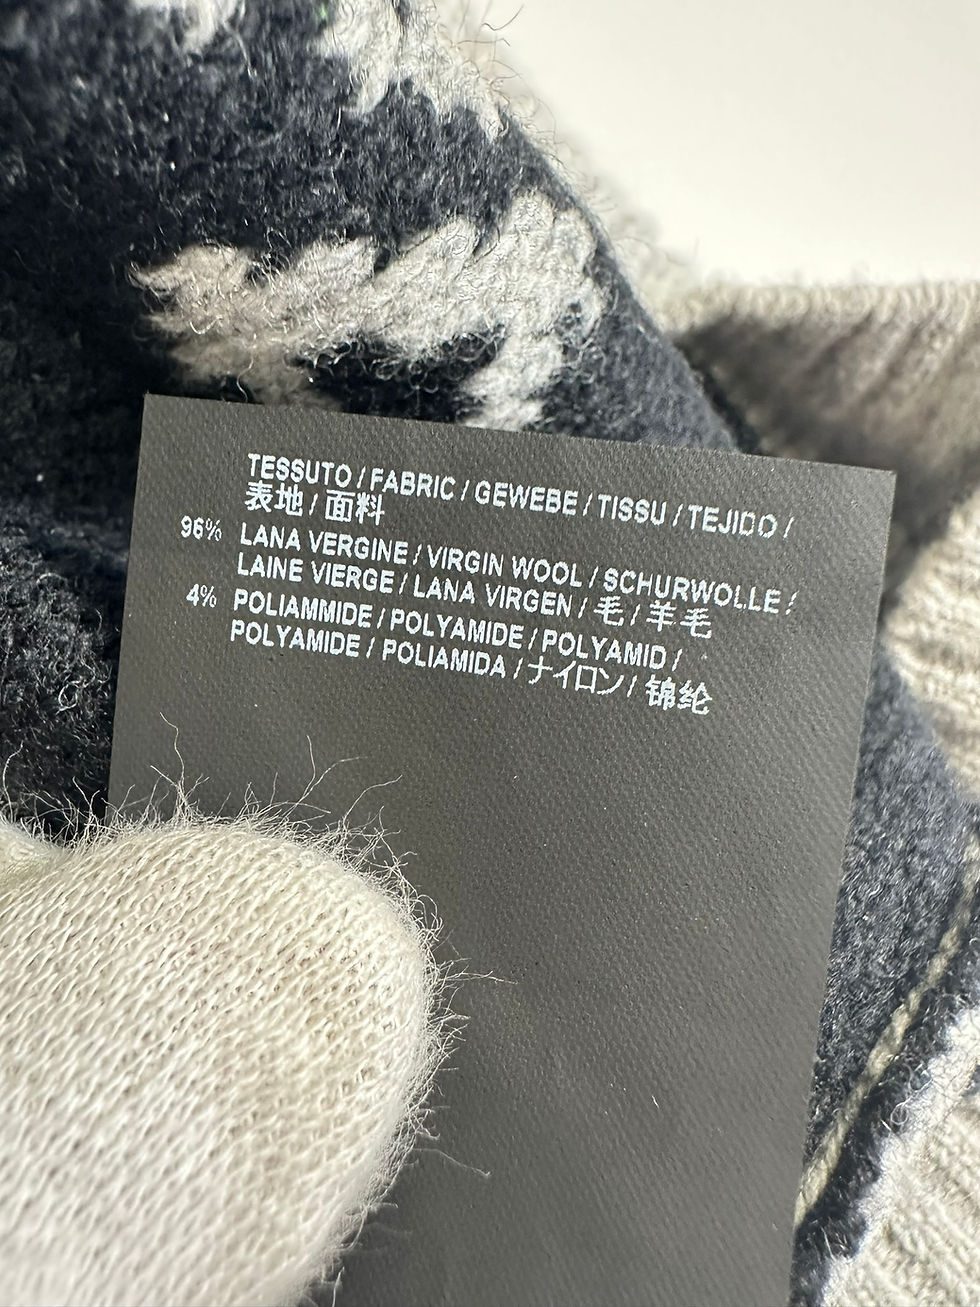 TESSUTO / FABRIC / GEWEBE / TISSU / TEJIDO /
表地 / 面料
96% LANA VERGINE / VIRGIN WOOL / SCHURWOLLE /
LAINE VIERGE / LANA VIRGEN / 毛 / 羊毛
4% POLIAMMIDE / POLYAMIDE / POLYAMID /
POLYAMIDE / POLIAMIDA / ナイロン / 锦纶